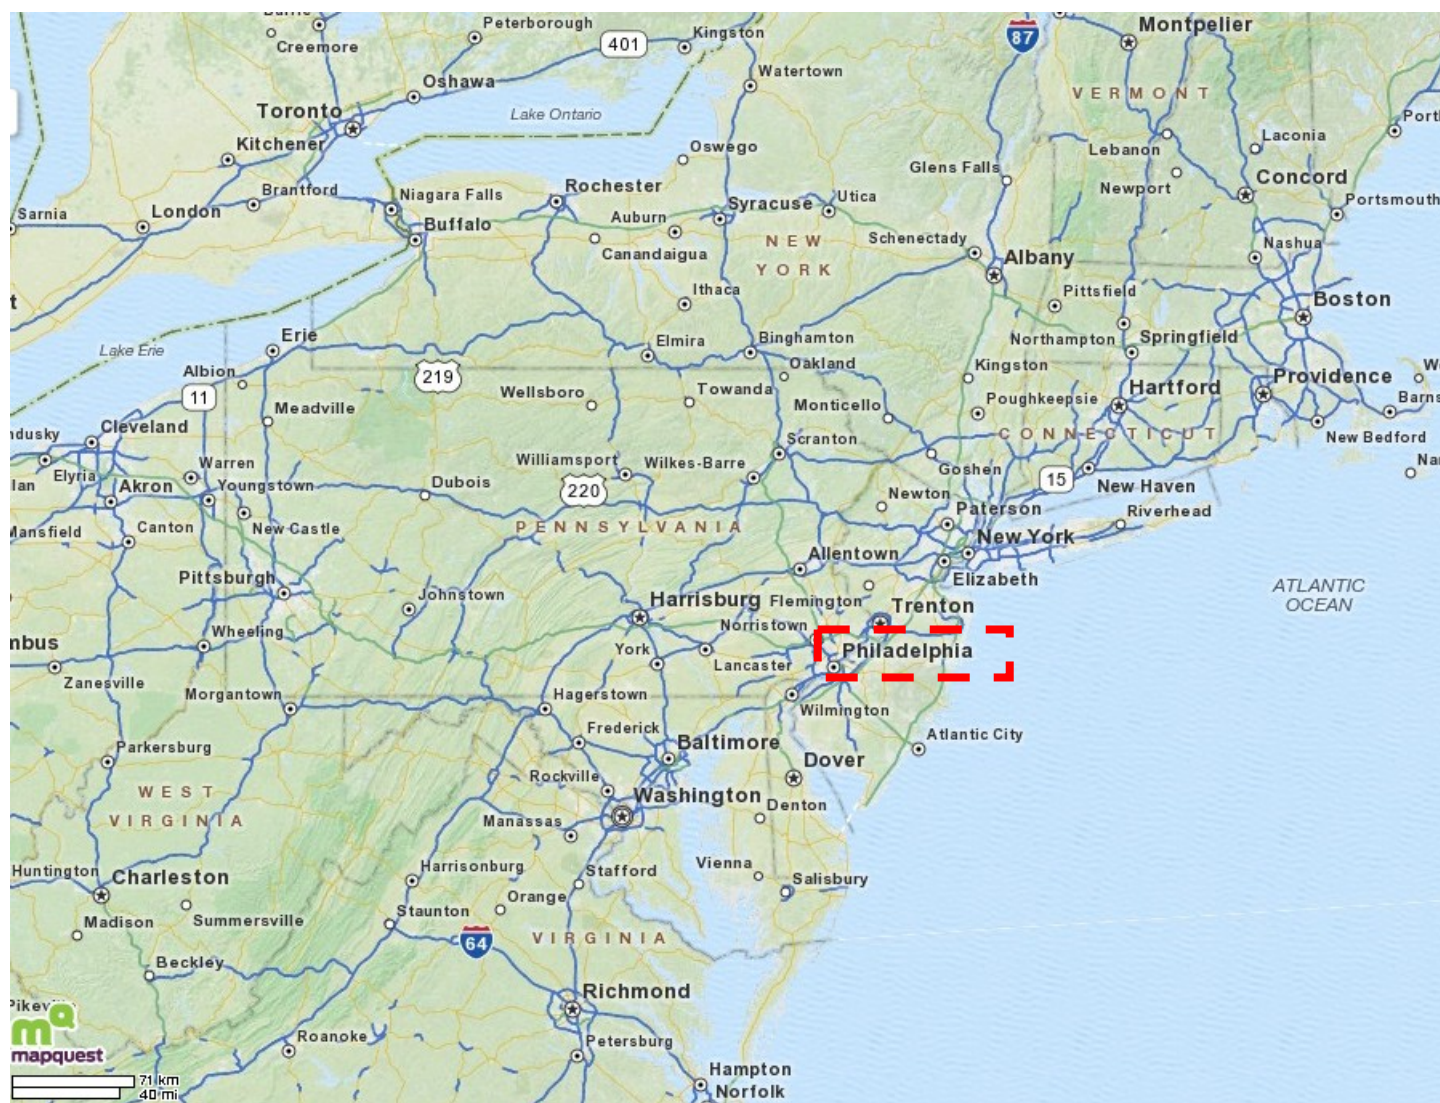 Peterborough
Kingston
401
87
Montpelier
Creemore
Oshawa
Watertown
VERMONT
Toronto
Lake Ontario
Kitchener
Oswego
Laconia
Lebanon
Glens Falls
Concord
Brantford
Niagara Falls
Rochester
Utica
Newport
Sarnia
London
Buffalo
Auburn
Syracuse
Portsmouth
Canandaigua
NEW
YORK
Schenectady
Albany
Nashua
Ithaca
Pittsfield
Boston
Erie
Elmira
Binghamton
Northampton
Springfield
Lake Erie
Albion
219
Oakland
Kingston
Providence
11
Meadville
Wellsboro
Towanda
Monticello
Poughkeepsie
Hartford
Barns
Cleveland
Scranton
CONNECTICUT
New Bedford
ndusky
Elyria
Warren
Williamsport
Wilkes-Barre
Goshen
15
New Haven
lan
Akron
Youngstown
Dubois
220
Newton
Paterson
Riverhead
Mansfield
Canton
New Castle
PENNSYLVANIA
Allentown
New York
Pittsburgh
Johnstown
Harrisburg
Flemington
Elizabeth
Trenton
ATLANTIC
OCEAN
mbus
Wheeling
York
Norristown
Philadelphia
Zanesville
Morgantown
Hagerstown
Lancaster
Wilmington
Parkersburg
Frederick
Baltimore
Atlantic City
WEST
VIRGINIA
Rockville
Washington
Dover
Denton
Manassas
Huntington
Charleston
Harrisonburg
Stafford
Vienna
Salisbury
Madison
Summersville
Staunton
Orange
64
VIRGINIA
Beckley
Richmond
mQ
mapquest
Roanoke
Petersburg
71 km
40 mi
Hampton
Norfolk